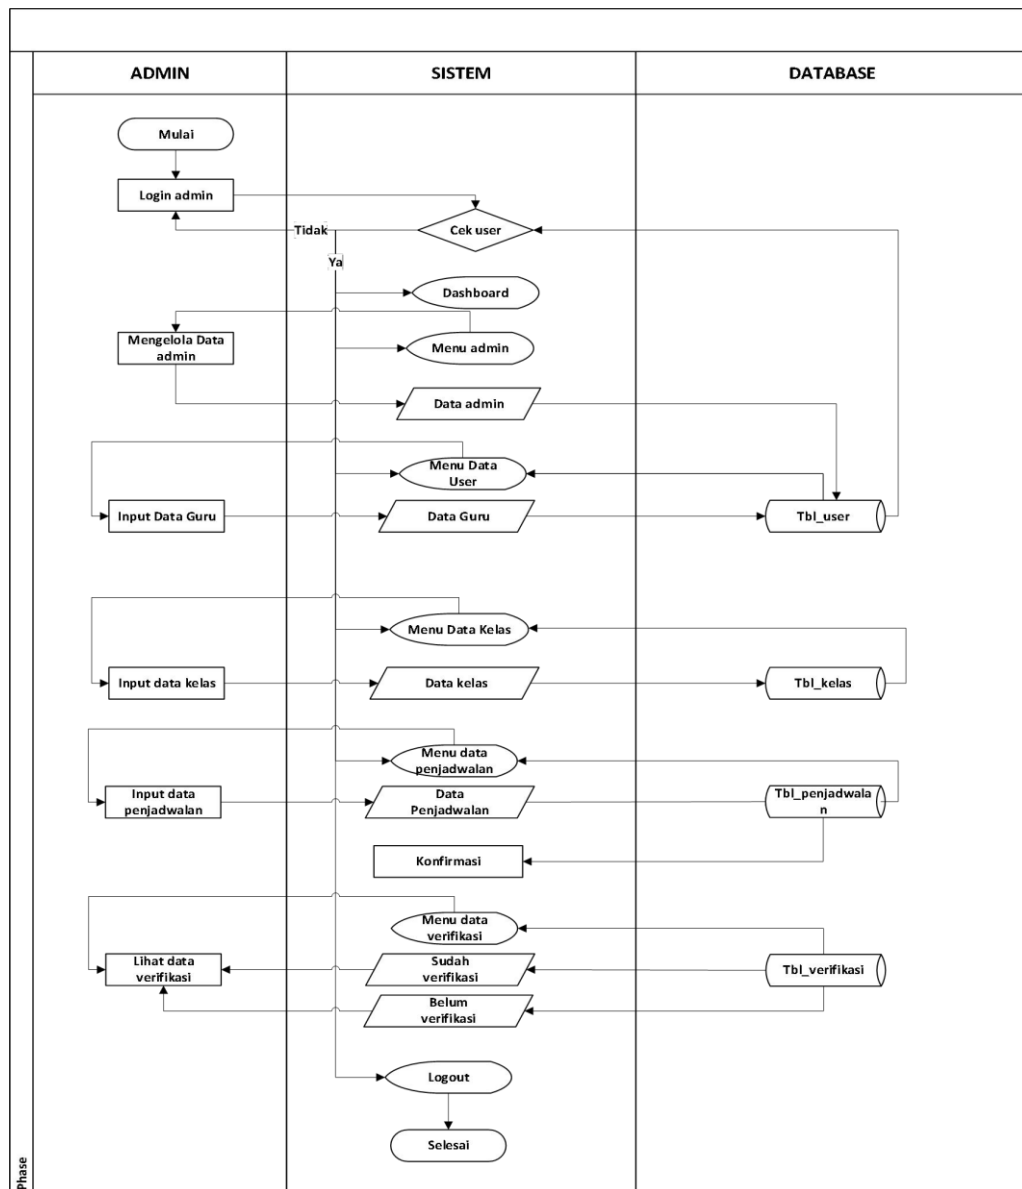 ADMIN
SISTEM
DATABASE
Mulai
Login admin
Tidak
Cek user
Ya
Dashboard
Mengelola Data
admin
Menu admin
Data admin
Menu Data
User
Input Data Guru
Data Guru
Tbl_user
Menu Data Kelas
Input data kelas
Data kelas
Tbl_kelas
Menu data
penjadwalan
Input data
penjadwalan
Data
Penjadwalan
Tbl_penjadwala
n
Konfirmasi
Menu data
verifikasi
Lihat data
verifikasi
Sudah
verifikasi
Tbl_verifikasi
Belum
verifikasi
Logout
Selesai
Phase